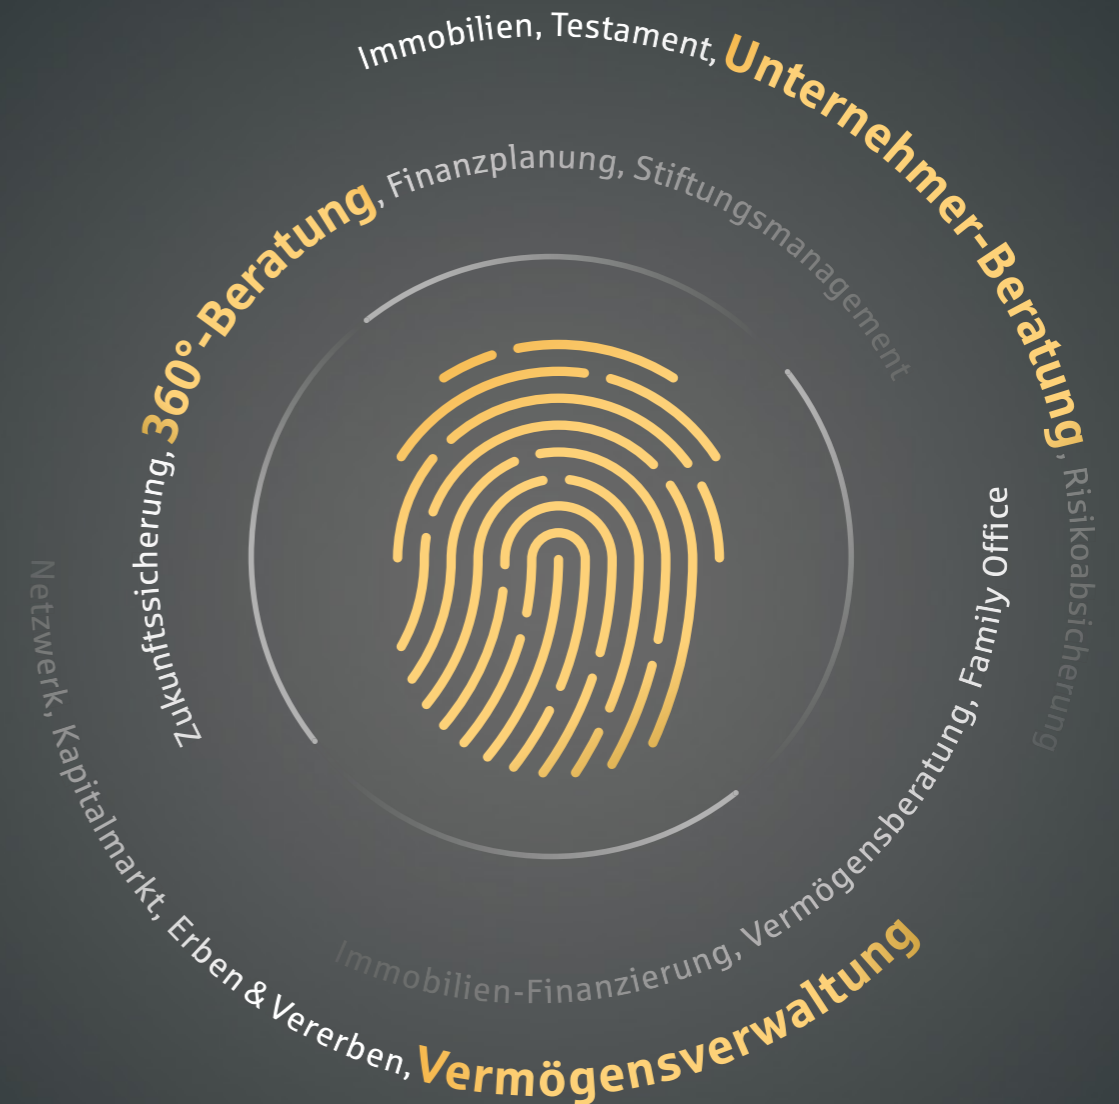 Immobilien, Testament, Unternehmer-Beratung, Risikoabsicherung
Zukunftssicherung, 360°-Beratung, Finanzplanung, Stiftungsmanagement
Immobilien-Finanzierung, Vermögensberatung, Family Office
Netzwerk, Kapitalmarkt, Erben & Vererben, Vermögensverwaltung